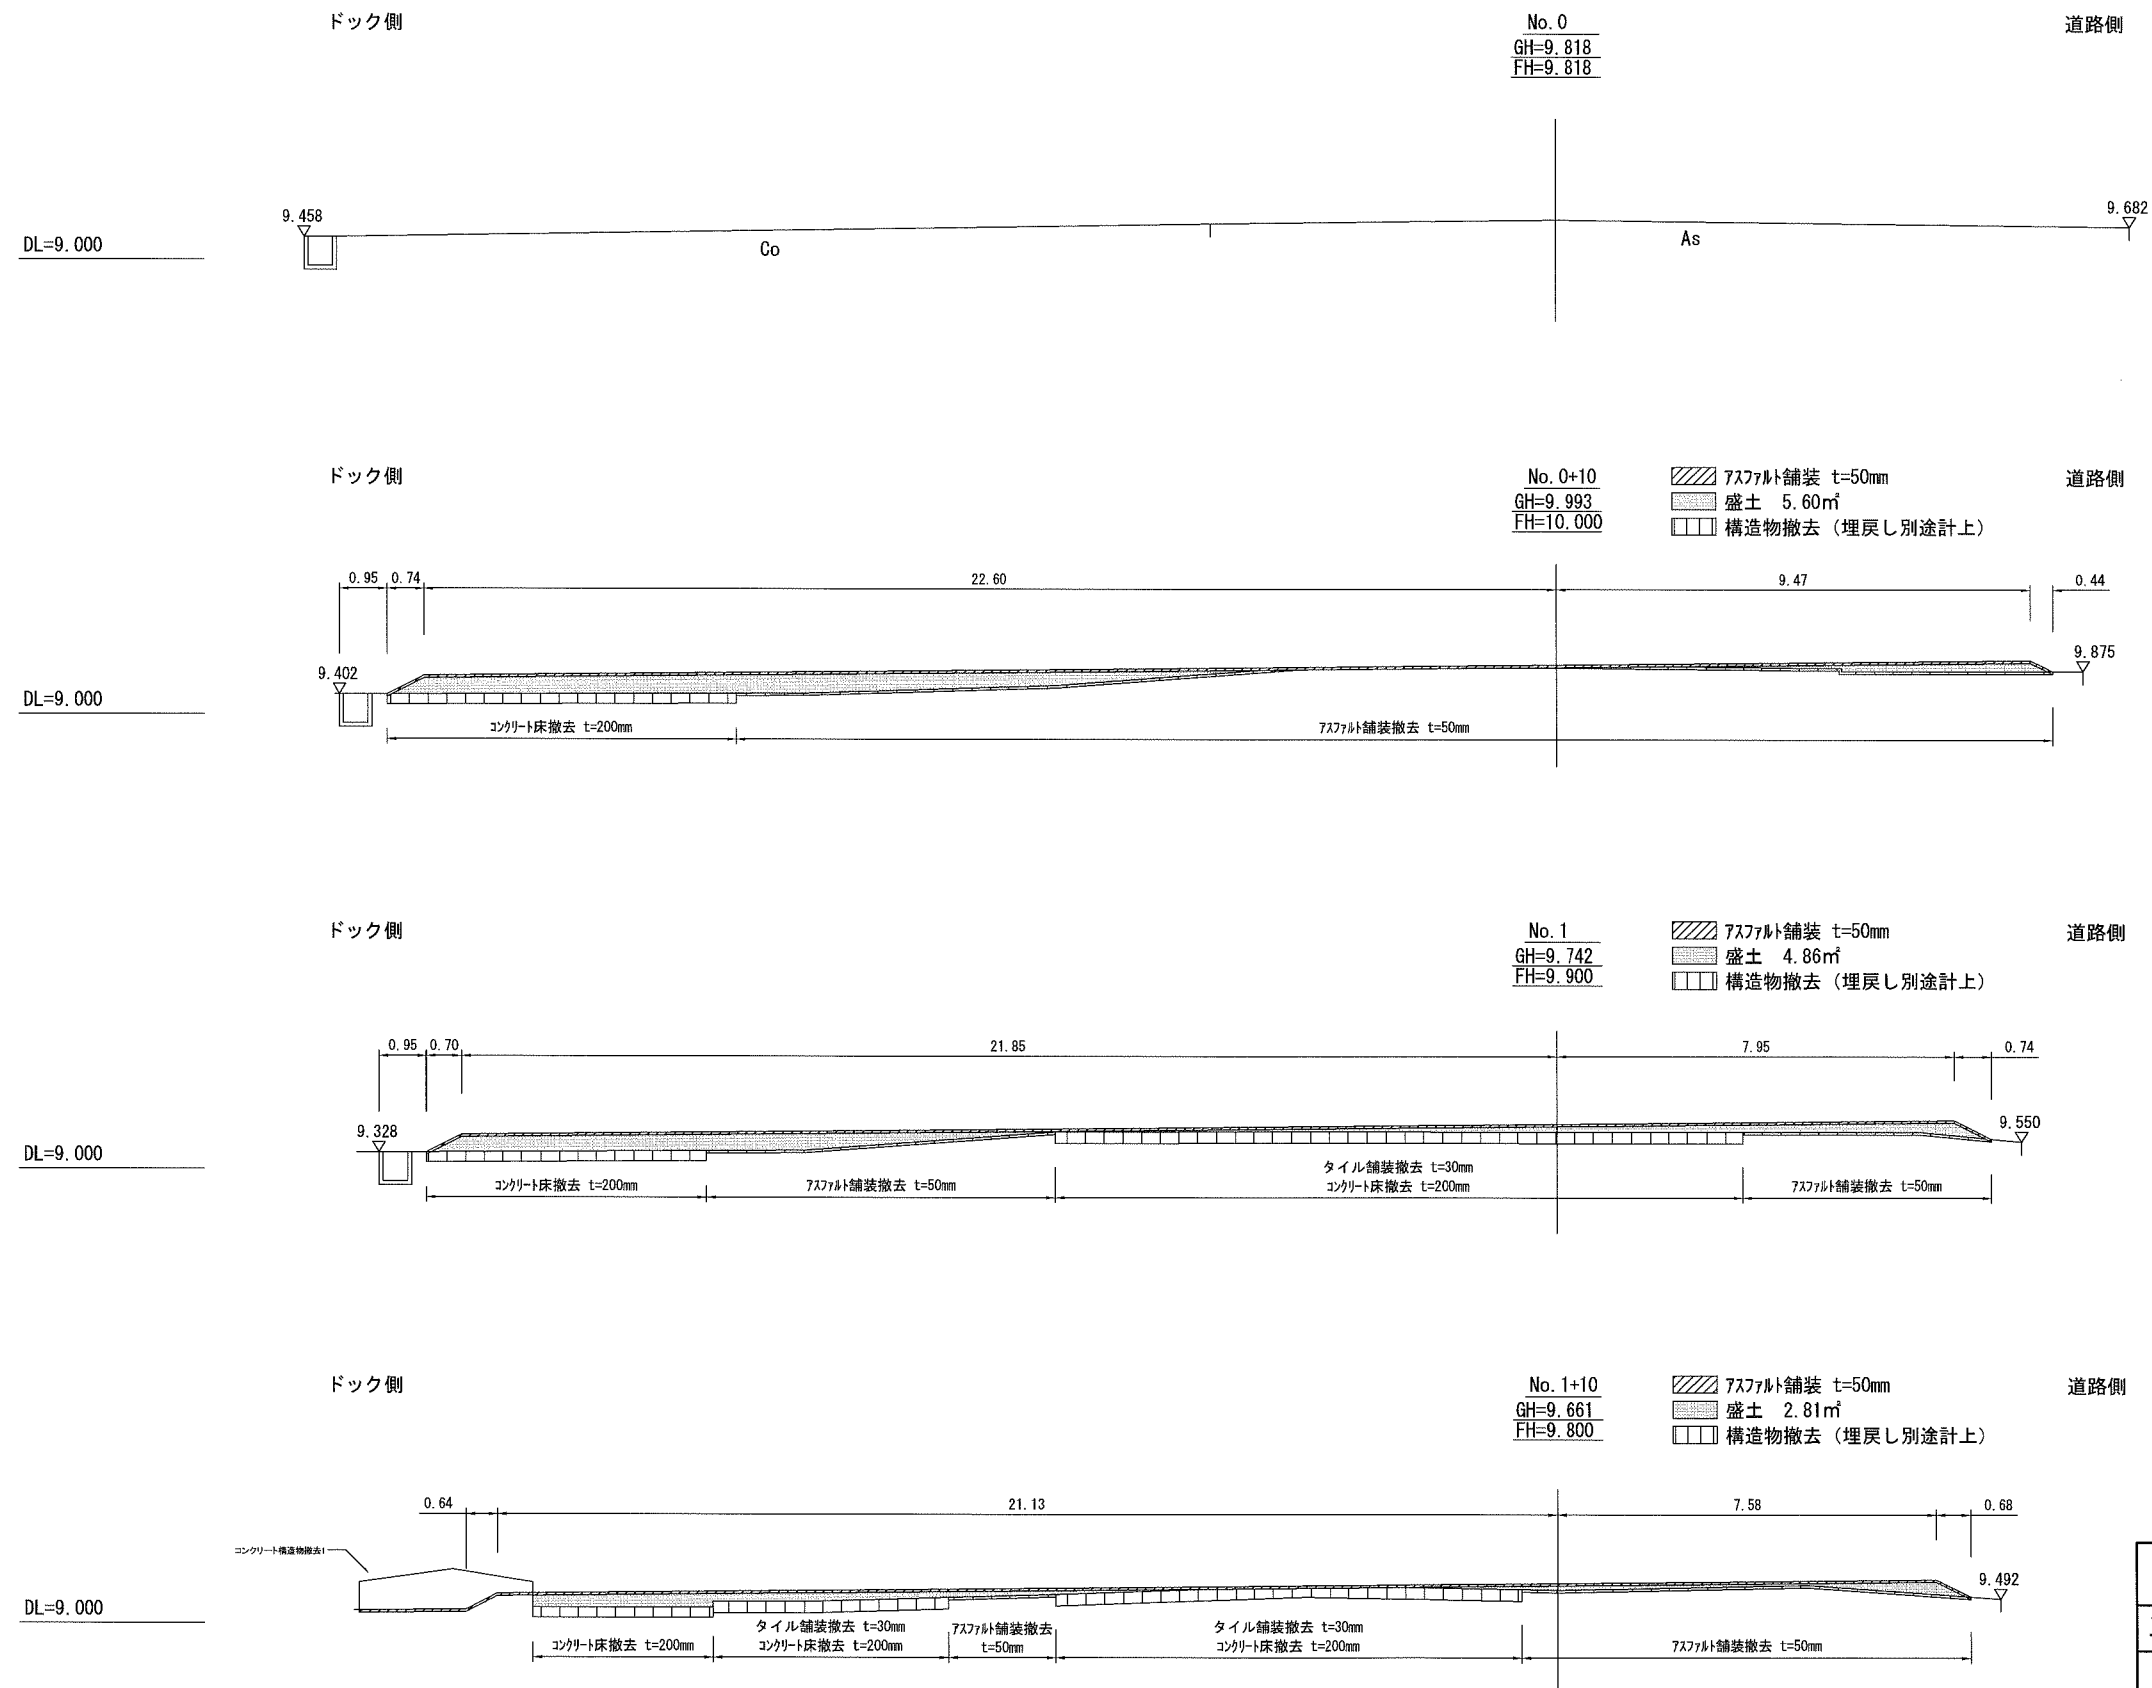 ドック側
No.0
道路側
GH=9.818
FH=9.818
9.458
9.682
DL=9.000
Co
As
ドック側
No.0+10
アスファルト舗装 t=50mm
道路側
GH=9.993
盛土 5.60㎡
FH=10.000
構造物撤去（埋戻し別途計上）
0.95 0.74 22.60 9.47 0.44
9.402
9.875
DL=9.000
コンクリート床撤去 t=200mm
アスファルト舗装撤去 t=50mm
ドック側
No.1
アスファルト舗装 t=50mm
道路側
GH=9.742
盛土 4.86㎡
FH=9.900
構造物撤去（埋戻し別途計上）
0.95 0.70 21.85 7.95 0.74
9.328
9.550
DL=9.000
タイル舗装撤去 t=30mm
コンクリート床撤去 t=200mm
アスファルト舗装撤去 t=50mm
コンクリート床撤去 t=200mm
アスファルト舗装撤去 t=50mm
ドック側
No.1+10
アスファルト舗装 t=50mm
道路側
GH=9.661
盛土 2.81㎡
FH=9.800
構造物撤去（埋戻し別途計上）
0.64 21.13 7.58 0.68
コンクリート構造物撤去1
9.492
DL=9.000
コンクリート床撤去 t=200mm
タイル舗装撤去 t=30mm
コンクリート床撤去 t=200mm
アスファルト舗装撤去
t=50mm
タイル舗装撤去 t=30mm
コンクリート床撤去 t=200mm
アスファルト舗装撤去 t=50mm